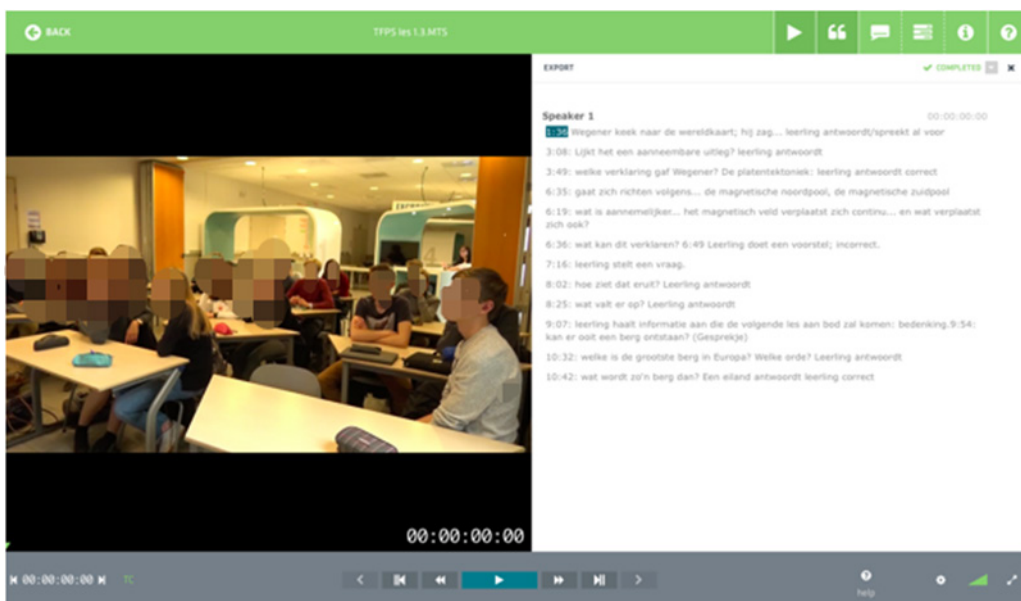 BACK
TFPS les 1.3.MTS
EXPORT
COMPLETED
Speaker 1
00:00:00:00
1:36 Wegener keek naar de wereldkaart; hij zag... leerling antwoordt/spreekt al voor
3:08: Lijkt het een aanneembare uitleg? leerling antwoordt
3:49: welke verklaring gaf Wegener? De platentektoniek: leerling antwoordt correct
6:35: gaat zich richten volgens... de magnetische noordpool, de magnetische zuidpool
6:19: wat is aannemelijker... het magnetisch veld verplaatst zich continu... en wat verplaatst
zich ook?
6:36: wat kan dit verklaren? 6:49 Leerling doet een voorstel; incorrect.
7:16: leerling stelt een vraag.
8:02: hoe ziet dat eruit? Leerling antwoordt
8:25: wat valt er op? Leerling antwoordt
9:07: leerling haalt informatie aan die de volgende les aan bod zal komen: bedenking.9:54:
kan er ooit een berg ontstaan? (Gesprekje)
10:32: welke is de grootste berg in Europa? Welke orde? Leerling antwoordt
10:42: wat wordt zo'n berg dan? Een eiland antwoordt leerling correct
00:00:00:00
00:00:00:00
TC
help